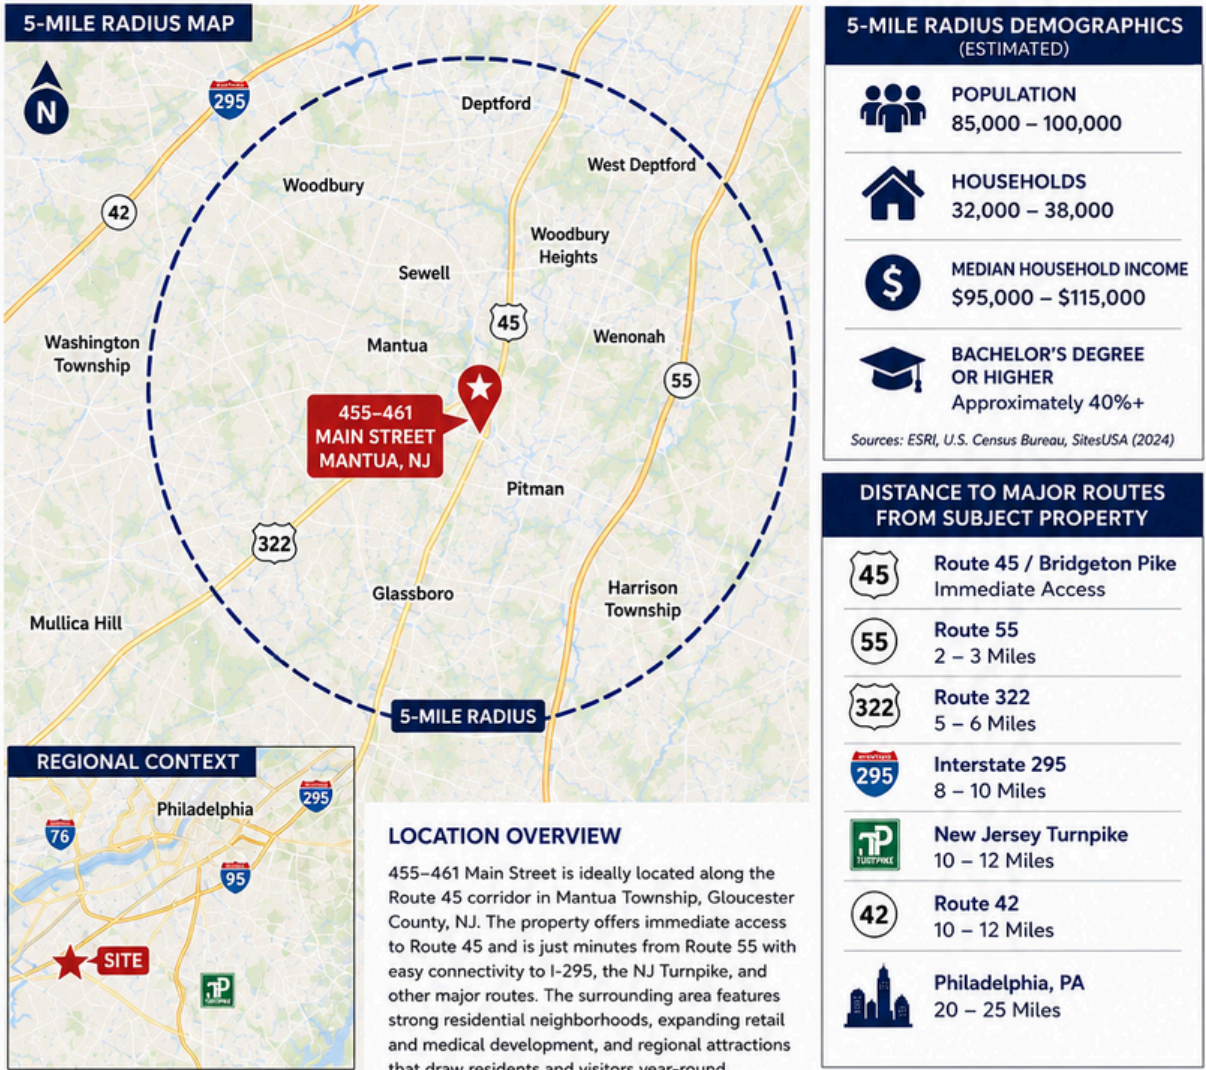 5-MILE RADIUS MAP
N
295
42
Deptford
West Deptford
Woodbury
Woodbury
Heights
Sewell
45
Wenonah
Mantua
Washington
Township
55
455–461
MAIN STREET
MANTUA, NJ
Pitman
322
Glassboro
Harrison
Township
Mullica Hill
5-MILE RADIUS
REGIONAL CONTEXT
Philadelphia
295
76
95
SITE
TP
LOCATION OVERVIEW
455–461 Main Street is ideally located along the
Route 45 corridor in Mantua Township, Gloucester
County, NJ. The property offers immediate access
to Route 45 and is just minutes from Route 55 with
easy connectivity to I-295, the NJ Turnpike, and
other major routes. The surrounding area features
strong residential neighborhoods, expanding retail
and medical development, and regional attractions
that draw residents and visitors year-round.
5-MILE RADIUS DEMOGRAPHICS
(ESTIMATED)
POPULATION
85,000 – 100,000
HOUSEHOLDS
32,000 – 38,000
$
MEDIAN HOUSEHOLD INCOME
$95,000 – $115,000
BACHELOR'S DEGREE
OR HIGHER
Approximately 40%+
Sources: ESRI, U.S. Census Bureau, SitesUSA (2024)
DISTANCE TO MAJOR ROUTES
FROM SUBJECT PROPERTY
45
Route 45 / Bridgeton Pike
Immediate Access
55
Route 55
2 – 3 Miles
322
Route 322
5 – 6 Miles
295
Interstate 295
8 – 10 Miles
TP
New Jersey Turnpike
10 – 12 Miles
42
Route 42
10 – 12 Miles
Philadelphia, PA
20 – 25 Miles